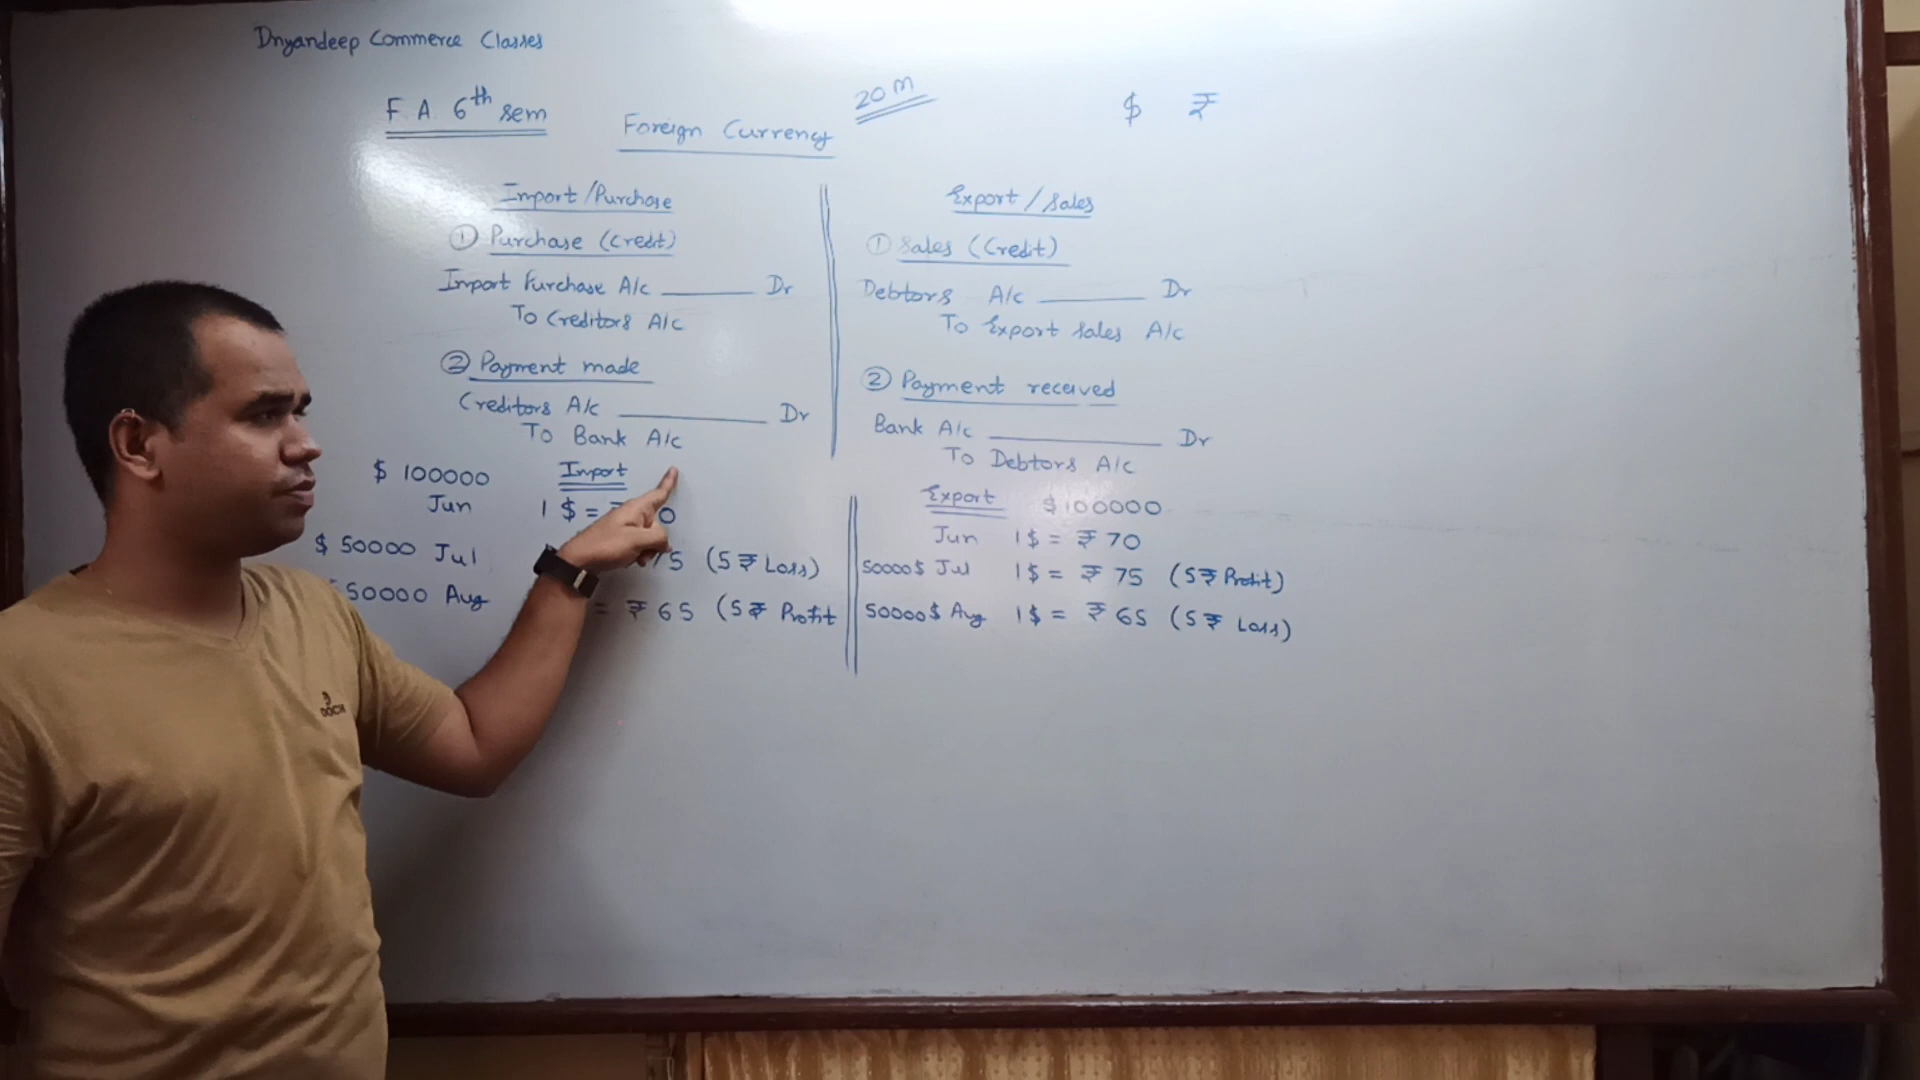 Dnyandeep Commerce Classes
F. A. 6th sem
Foreign Currency
20 M
$ ₹
Import/Purchase
① Purchase (Credit)
Import Purchase A/c ______ Dr
To Creditors A/c
② Payment made
Creditors A/c ______ Dr
To Bank A/c
$ 100000 Import
Jun 1 $ = 0
$ 50000 Jul 75 (5 ₹ Loss)
50000 Aug = ₹ 65 (5 ₹ Profit
Export / Sales
① Sales (Credit)
Debtors A/c ______ Dr
To Export Sales A/c
② Payment received
Bank A/c ______ Dr
To Debtors A/c
Export $ 100000
Jun 1 $ = ₹ 70
50000 $ Jul 1 $ = ₹ 75 (5 ₹ Profit)
50000 $ Aug 1 $ = ₹ 65 (5 ₹ Loss)